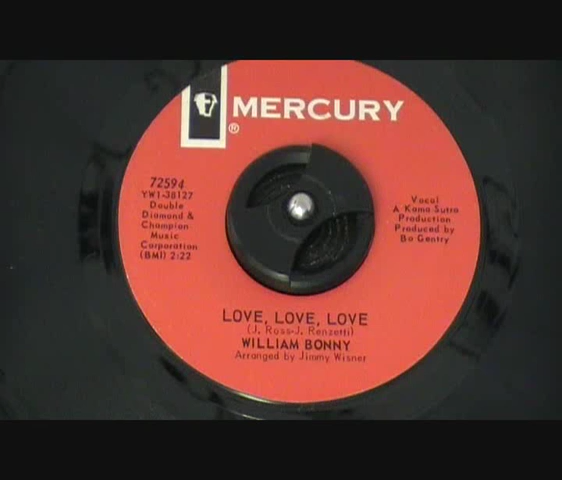 MERCURY
®
72594
YW1-38127
Double
Diamond &
Champion
Music
Corporation
(BMI) 2:22
Vocal
A Kama Sutra
Production
Produced by
Bo Gentry
LOVE, LOVE, LOVE
(J. Ross-J. Renzetti)
WILLIAM BONNY
Arranged by Jimmy Wisner